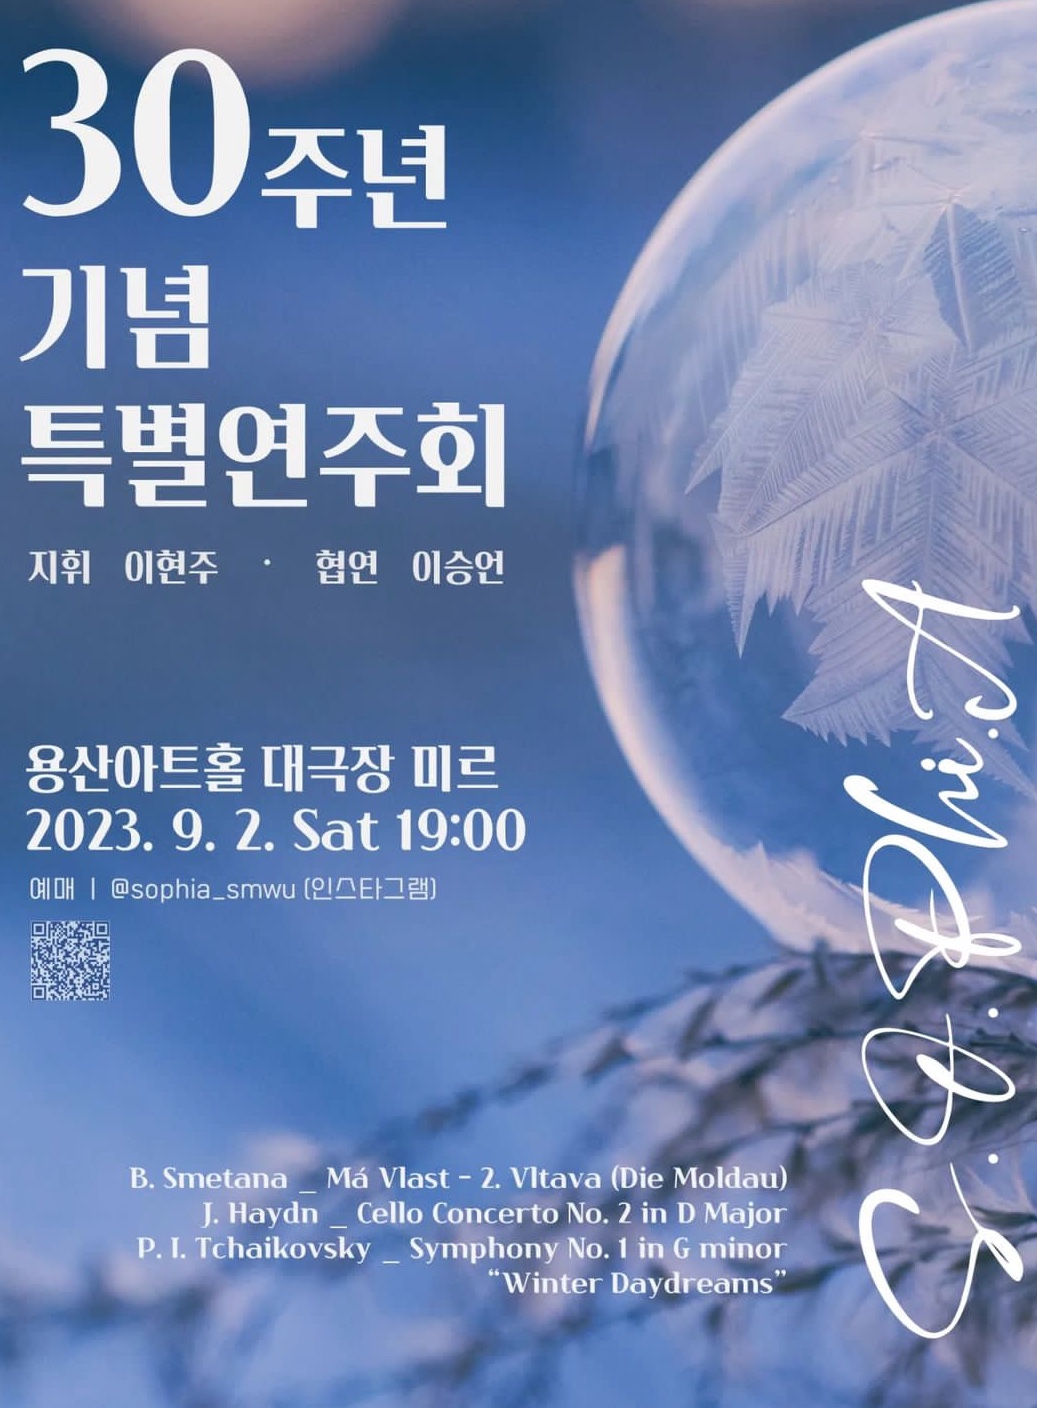 30주년
기념
특별연주회
지휘 이현주 · 협연 이승언
용산아트홀 대극장 미르
2023. 9. 2. Sat 19:00
예매 | @sophia_smwu (인스타그램)
B. Smetana _ Má Vlast - 2. Vltava (Die Moldau)
J. Haydn _ Cello Concerto No. 2 in D Major
P. I. Tchaikovsky _ Symphony No. 1 in G minor
“Winter Daydreams”
S.O.Phi.A